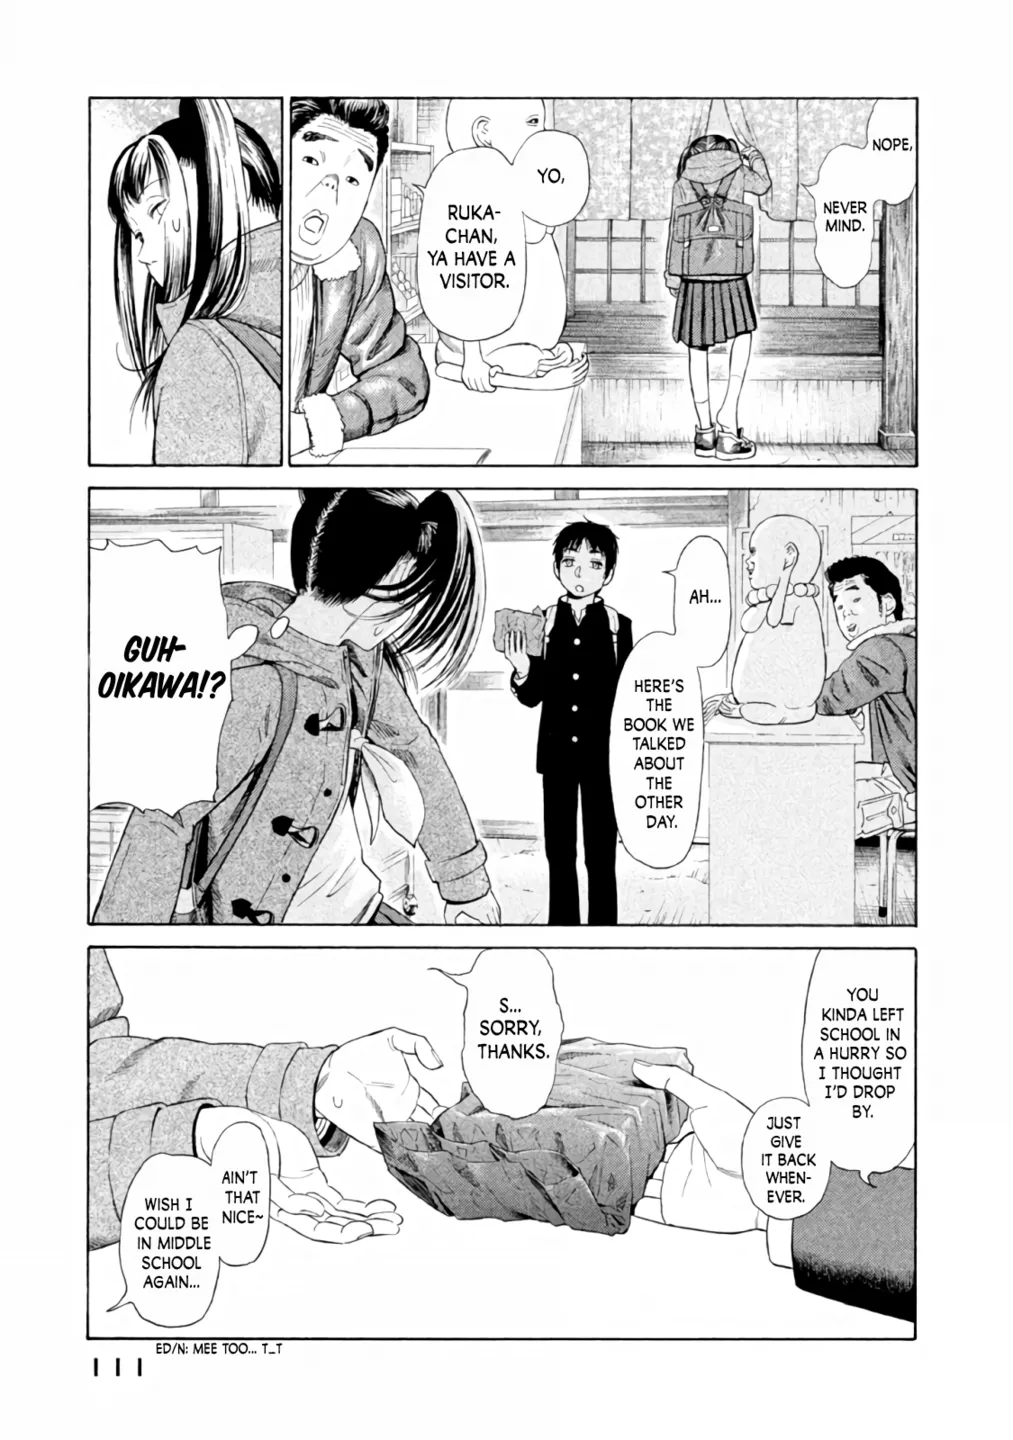 NOPE,
NEVER
MIND.
YO,
RUKA-
CHAN,
YA HAVE A
VISITOR.
AH...
HERE'S
THE
BOOK WE
TALKED
ABOUT
THE
OTHER
DAY.
GUH-
OIKAWA!?
YOU
KINDA LEFT
SCHOOL IN
A HURRY SO
I THOUGHT
I'D DROP
BY.
JUST
GIVE
IT BACK
WHEN-
EVER.
S...
SORRY,
THANKS.
AIN'T
THAT
NICE~
WISH I
COULD BE
IN MIDDLE
SCHOOL
AGAIN...
ED/N: MEE TOO... T_T
111